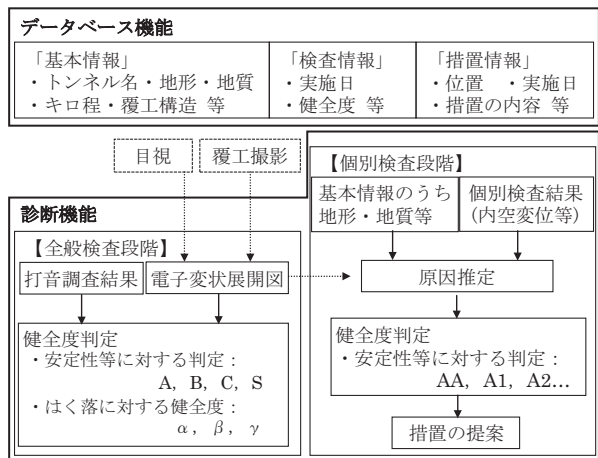 データベース機能
「基本情報」
・トンネル名・地形・地質
・キロ程・覆工構造 等
「検査情報」
・実施日
・健全度 等
「措置情報」
・位置 ・実施日
・措置の内容 等
目視
覆工撮影
診断機能
【全般検査段階】
打音調査結果
電子変状展開図
健全度判定
・安定性等に対する判定：
A, B, C, S
・はく落に対する健全度：
α, β, γ
【個別検査段階】
基本情報のうち
地形・地質等
個別検査結果
(内空変位等)
原因推定
健全度判定
・安定性等に対する判定：
AA, A1, A2…
措置の提案